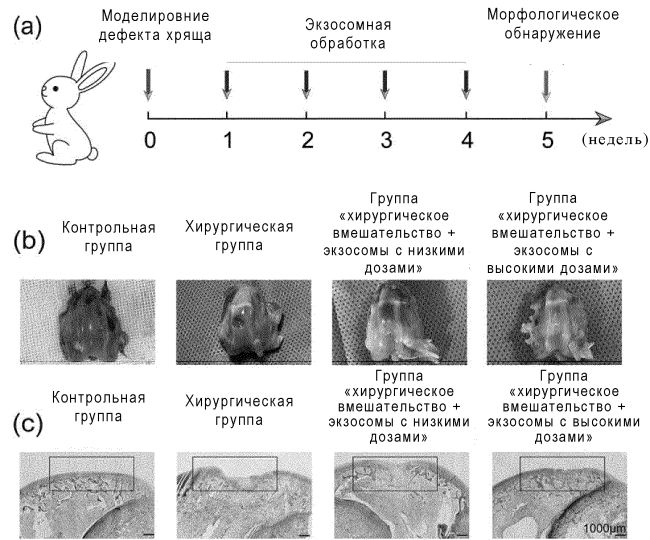 (a)
Моделировние
дефекта хряща
Экзосомная
обработка
Морфологическое
обнаружение
0 1 2 3 4 5 (недель)
(b)
Контрольная
группа
Хирургическая
группа
Группа
«хирургическое
вмешательство +
экзосомы с низкими
дозами»
Группа
«хирургическое
вмешательство +
экзосомы с
высокими дозами»
(c)
Контрольная
группа
Хирургическая
группа
Группа
«хирургическое
вмешательство +
экзосомы с низкими
дозами»
Группа
«хирургическое
вмешательство +
экзосомы с высокими
дозами»
1000μm